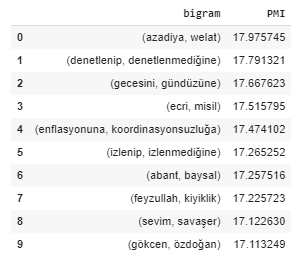 bigram PMI
0 (azadiya, welat) 17.975745
1 (denetlenip, denetlenmediğine) 17.791321
2 (gecesini, gündüzüne) 17.667623
3 (ecri, misil) 17.515795
4 (enflasyonuna, koordinasyonsuzluğa) 17.474102
5 (izlenip, izlenmediğine) 17.265252
6 (abant, baysal) 17.257516
7 (feyzullah, kiyiklik) 17.225723
8 (sevim, savaşer) 17.122630
9 (gökcen, özdoğan) 17.113249